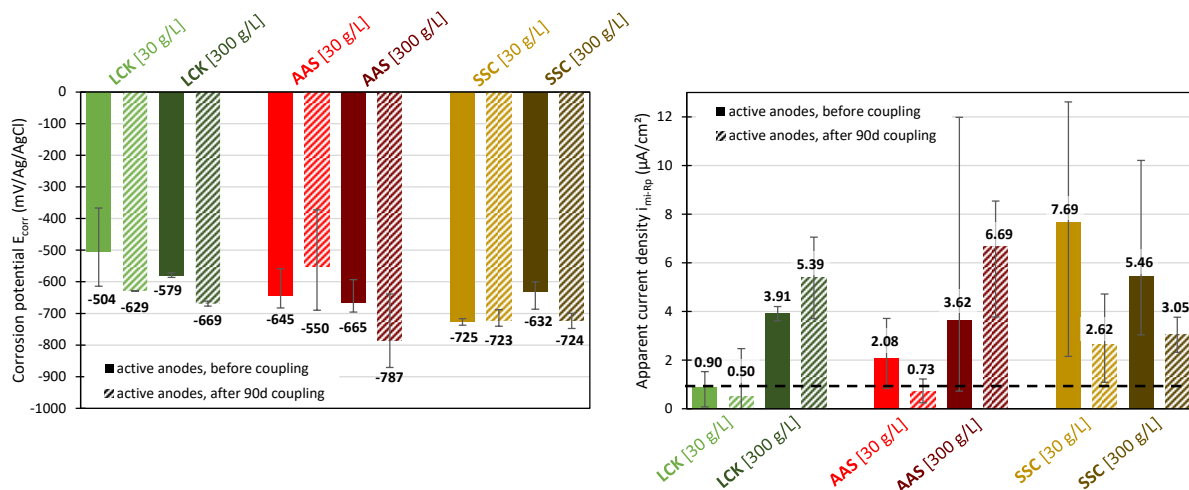 LCK [30 g/L]
LCK [300 g/L]
AAS [30 g/L]
AAS [300 g/L]
SSC [30 g/L]
SSC [300 g/L]
Corrosion potential Ecorr (mV/Ag/AgCl)
0
-100
-200
-300
-400
-500
-600
-700
-800
-900
-1000
-504
-629
-579
-669
-645
-550
-665
-787
-725
-723
-632
-724
active anodes, before coupling
active anodes, after 90d coupling
Apparent current density imi-Rp (µA/cm²)
12
10
8
6
4
2
0
active anodes, before coupling
active anodes, after 90d coupling
0.90
0.50
3.91
5.39
2.08
0.73
3.62
6.69
7.69
2.62
5.46
3.05
LCK [30 g/L]
LCK [300 g/L]
AAS [30 g/L]
AAS [300 g/L]
SSC [30 g/L]
SSC [300 g/L]